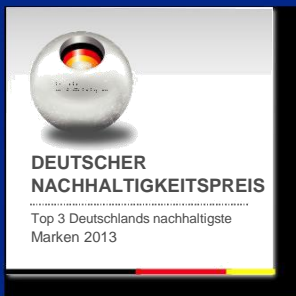 DEUTSCHER
NACHHALTIGKEITSPREIS
Top 3 Deutschlands nachhaltigste
Marken 2013